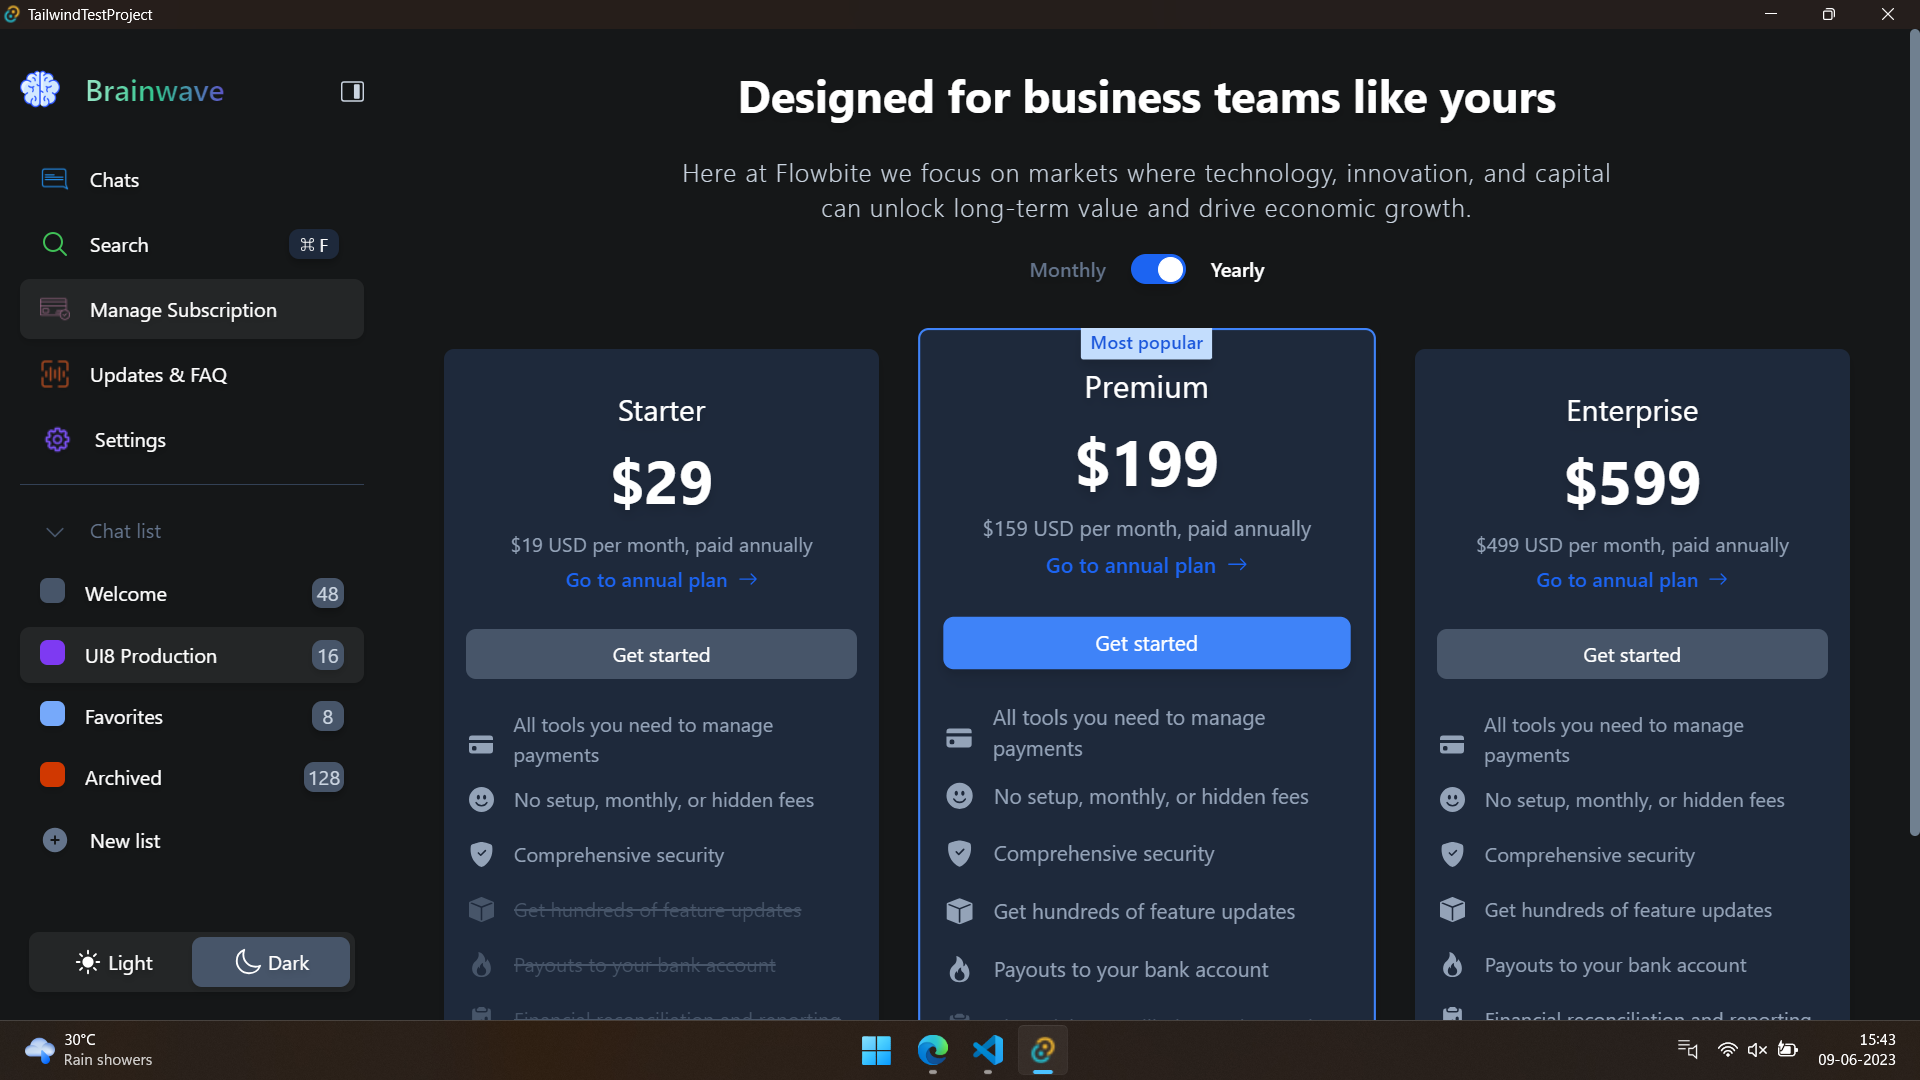 TailwindTestProject
Brainwave
Chats
Search
⌘ F
Manage Subscription
Updates & FAQ
Settings
Chat list
Welcome
48
UI8 Production
16
Favorites
8
Archived
128
New list
Light
Dark
Designed for business teams like yours
Here at Flowbite we focus on markets where technology, innovation, and capital
can unlock long-term value and drive economic growth.
Monthly
Yearly
Starter
$29
$19 USD per month, paid annually
Go to annual plan
Get started
All tools you need to manage
payments
No setup, monthly, or hidden fees
Comprehensive security
Get hundreds of feature updates
Payouts to your bank account
Financial reconciliation and reporting
Most popular
Premium
$199
$159 USD per month, paid annually
Go to annual plan
Get started
All tools you need to manage
payments
No setup, monthly, or hidden fees
Comprehensive security
Get hundreds of feature updates
Payouts to your bank account
Enterprise
$599
$499 USD per month, paid annually
Go to annual plan
Get started
All tools you need to manage
payments
No setup, monthly, or hidden fees
Comprehensive security
Get hundreds of feature updates
Payouts to your bank account
Financial reconciliation and reporting
30°C
Rain showers
15:43
09-06-2023